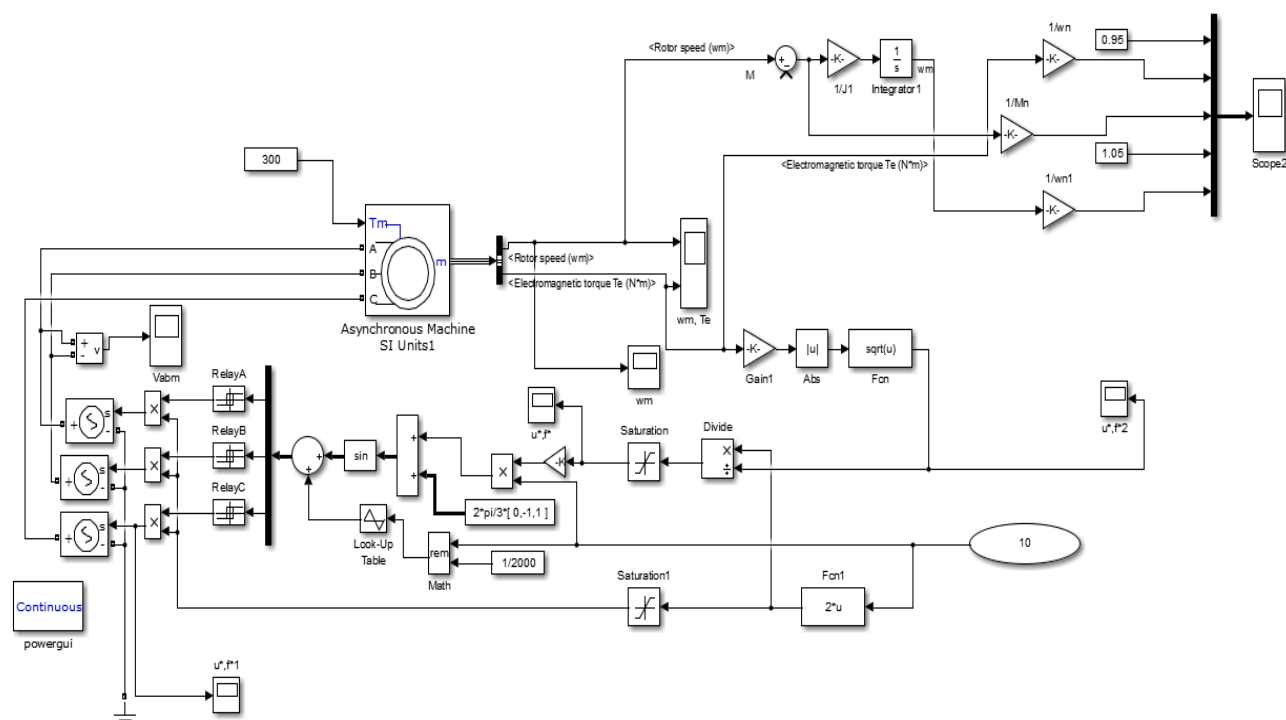 1/wn
<Rotor speed (wm)>
0.95
+
-
M
-K-
1/J1
1
s
Integrator1
wm
-K-
1/Mn
-K-
Scope2
300
<Electromagnetic torque Te (N*m)>
1.05
1/wn1
-K-
Tm
A
B
C
m
<Rotor speed (wm)>
<Electromagnetic torque Te (N*m)>
wm, Te
Asynchronous Machine
SI Units1
+
-
v
Vabm
-K-
Gain1
|u|
Abs
sqrt(u)
Fcn
wm
RelayA
RelayB
RelayC
u*,f*
Saturation
Divide
×
÷
u*,f*2
+
s
-
+
s
-
+
s
-
×
×
×
+
+
sin
+
+
×
-K
2*pi/3*[ 0,-1,1 ]
Look-Up
Table
rem
Math
1/2000
10
Saturation1
Fcn1
2*u
Continuous
powergui
u*,f*1